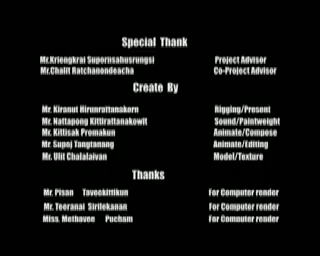 Special Thank
Mr.Kriengkrai Supornsahusrungsi Project Advisor
Mr.Chalit Ratchanondeacha Co-Project Advisor
Create By
Mr. Kiranut Hirunrattanakorn Rigging/Present
Mr. Nattapong Kittirattanakowit Sound/Paintweight
Mr. Kittisak Promakun Animate/Compose
Mr. Supoj Tangtanang Animate/Editing
Mr. Ulit Chalalaivan Model/Texture
Thanks
Mr. Pisan Taveekittikun For Computer render
Mr. Teeranai Sirilekanan For Computer render
Miss. Methavee Pucham For Computer render